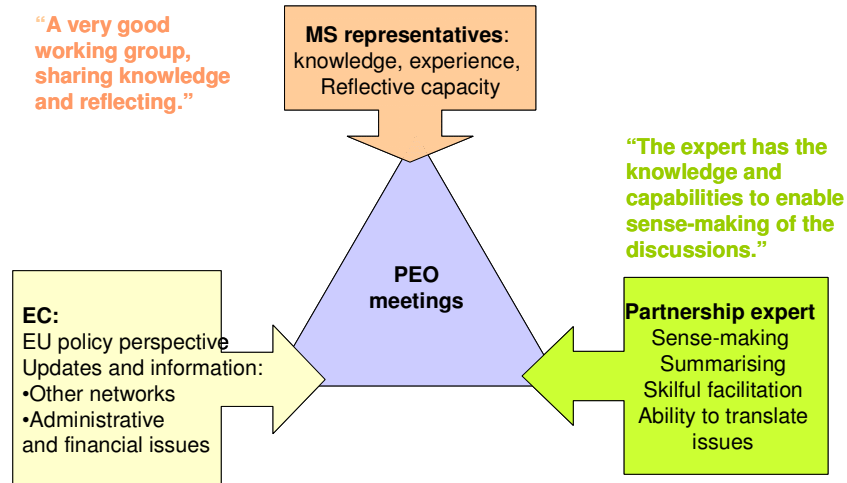 “A very good
working group,
sharing knowledge
and reflecting.”
MS representatives:
knowledge, experience,
Reflective capacity
“The expert has the
knowledge and
capabilities to enable
sense-making of the
discussions.”
PEO
meetings
EC:
EU policy perspective
Updates and information:
•Other networks
•Administrative
and financial issues
Partnership expert
Sense-making
Summarising
Skilful facilitation
Ability to translate
issues